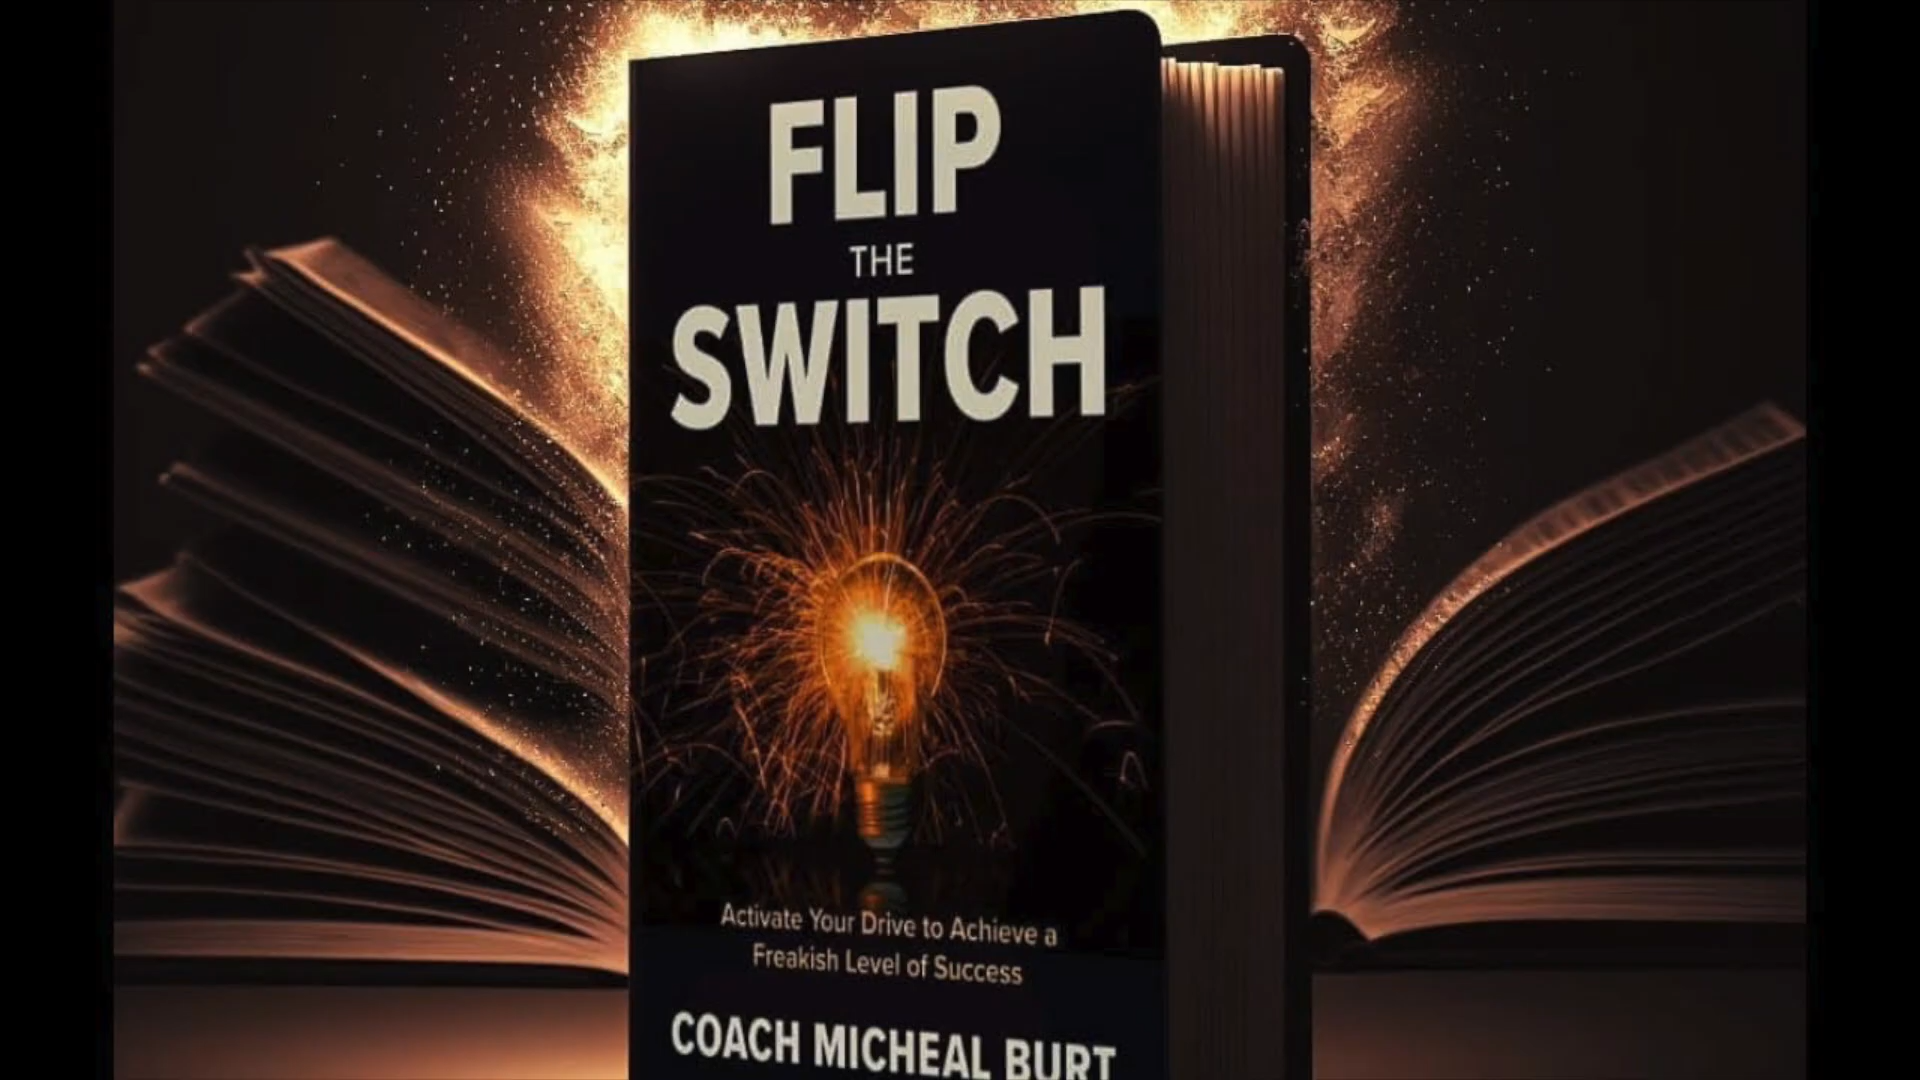 FLIP
THE
SWITCH
Activate Your Drive to Achieve a
Freakish Level of Success
COACH MICHEAL BURT